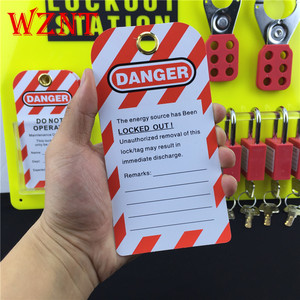 LOCKOUT
STATION
WZNT
DANGER
The energy source has Been
LOCKED OUT!
Unauthorized removal of this
lock/tag may result in
immediate discharge.
Remarks:
DANGER
DO NOT
OPERATE